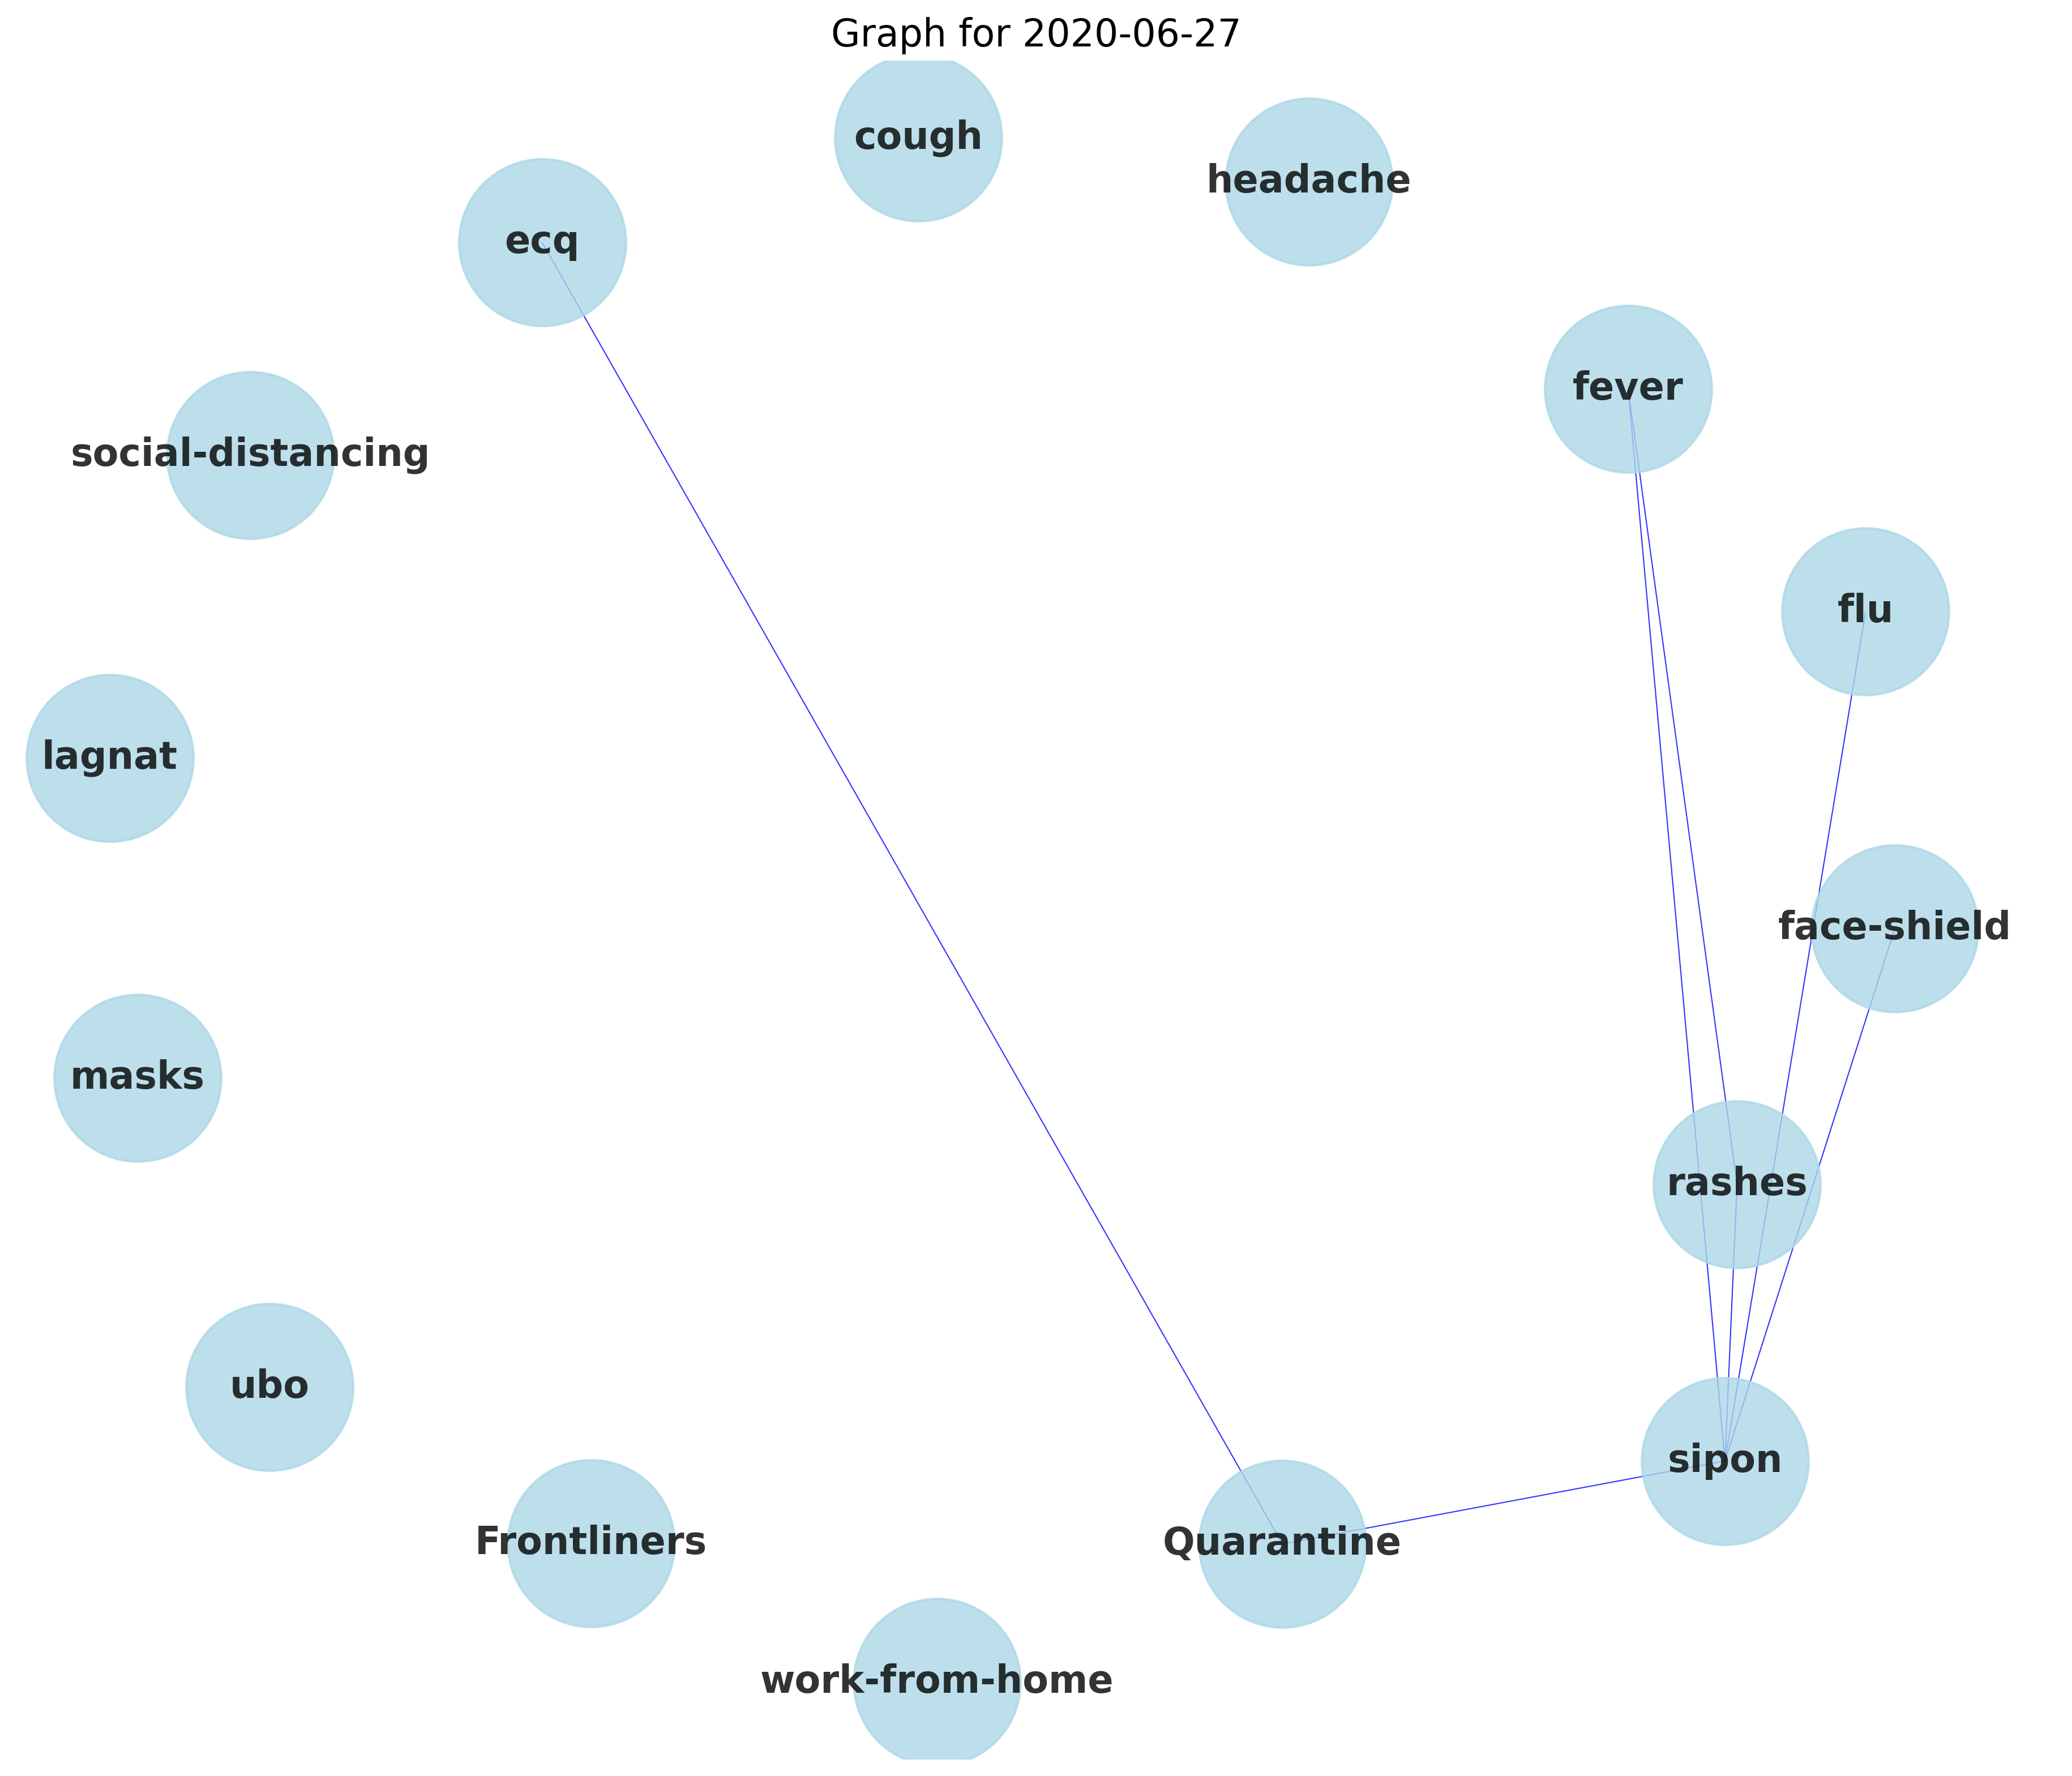 Graph for 2020-06-27
cough
headache
ecq
fever
social-distancing
flu
lagnat
face-shield
masks
rashes
ubo
sipon
Frontliners
Quarantine
work-from-home